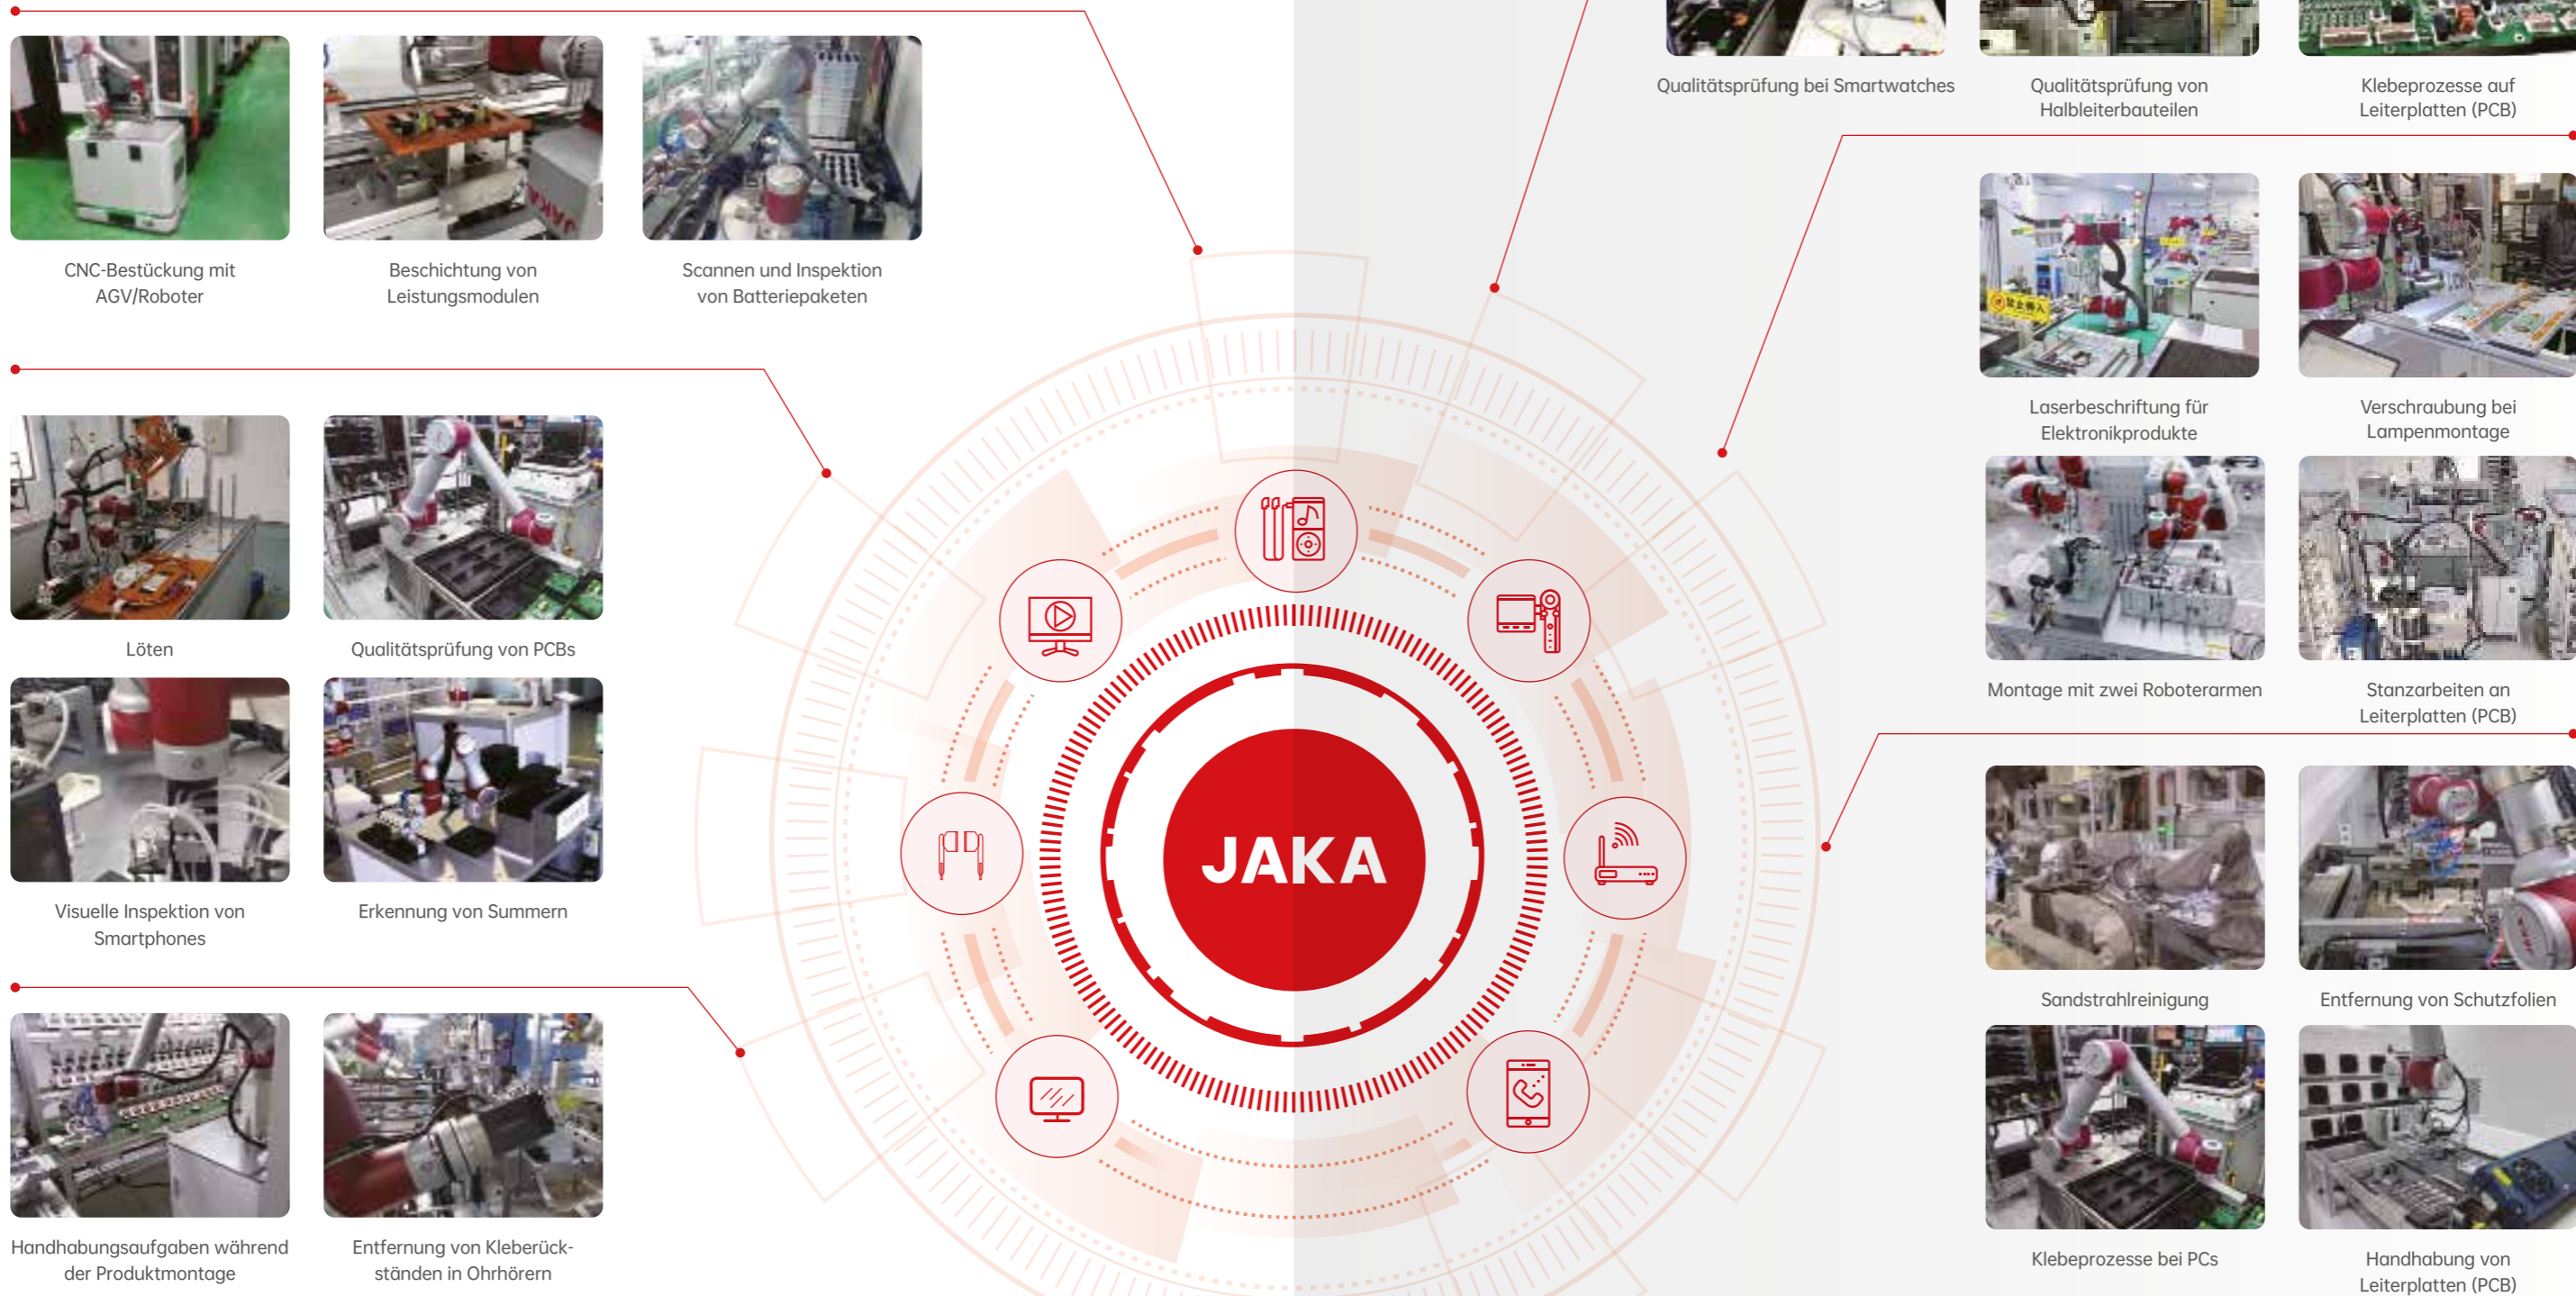 Qualitätsprüfung bei Smartwatches
Qualitätsprüfung von
Halbleiterbauteilen
Klebeprozesse auf
Leiterplatten (PCB)
CNC-Bestückung mit
AGV/Roboter
Beschichtung von
Leistungsmodulen
Scannen und Inspektion
von Batteriepaketen
Laserbeschriftung für
Elektronikprodukte
Verschraubung bei
Lampenmontage
Löten
Qualitätsprüfung von PCBs
Montage mit zwei Roboterarmen
Stanzarbeiten an
Leiterplatten (PCB)
JAKA
Visuelle Inspektion von
Smartphones
Erkennung von Summern
Sandstrahlreinigung
Entfernung von Schutzfolien
Handhabungsaufgaben während
der Produktmontage
Entfernung von Kleberück-
ständen in Ohrhörern
Klebeprozesse bei PCs
Handhabung von
Leiterplatten (PCB)
JAKA